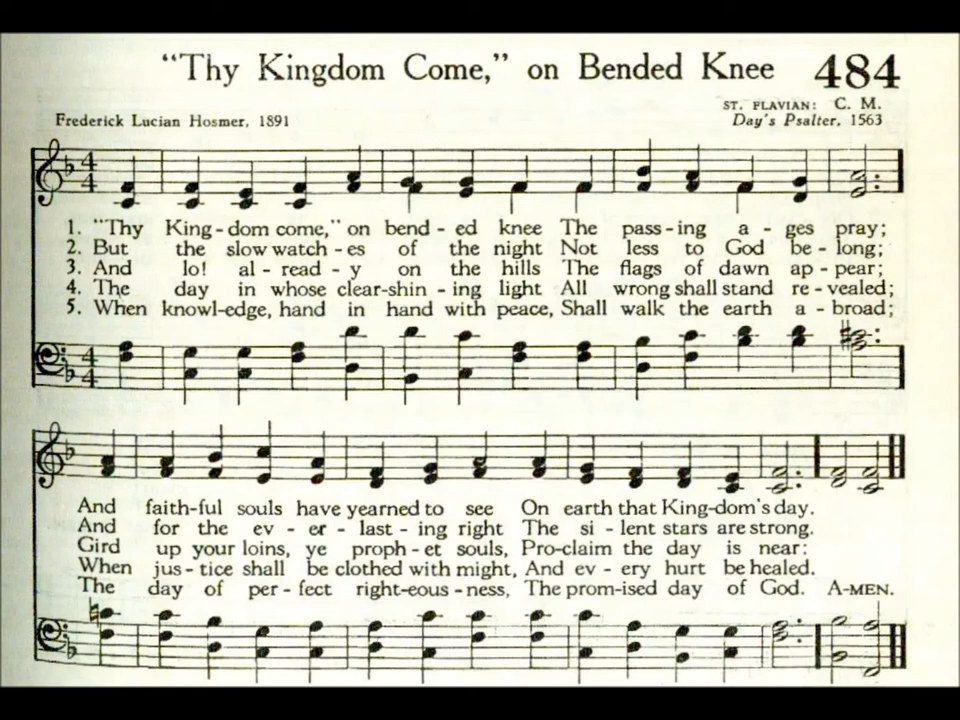 “Thy Kingdom Come,” on Bended Knee 484
ST. FLAVIAN: C. M.
Frederick Lucian Hosmer, 1891
Day's Psalter, 1563
4
4
1. “Thy King-dom come,” on bend-ed knee The pass-ing a-ges pray;
2. But the slow watch-es of the night Not less to God be-long;
3. And lo! al-read-y on the hills The flags of dawn ap-pear;
4. The day in whose clear-shin-ing light All wrong shall stand re-vealed;
5. When knowl-edge, hand in hand with peace, Shall walk the earth a-broad;
4
4
And faith-ful souls have yearned to see On earth that King-dom's day.
And for the ev-er-last-ing right The si-lent stars are strong.
Gird up your loins, ye proph-et souls, Pro-claim the day is near:
When jus-tice shall be clothed with might, And ev-ery hurt be healed.
The day of per-fect right-eous-ness, The prom-ised day of God. A-MEN.